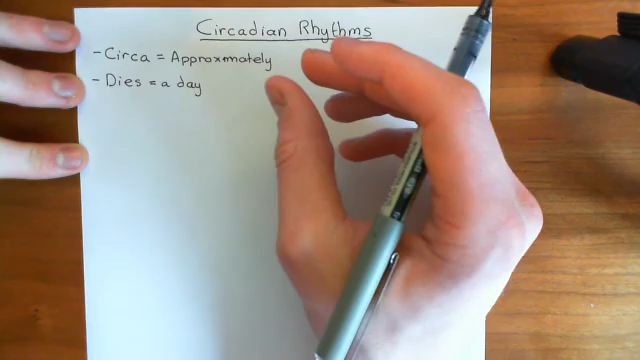 Circadian Rhythms
- Circa = Approximately
- Dies = a day